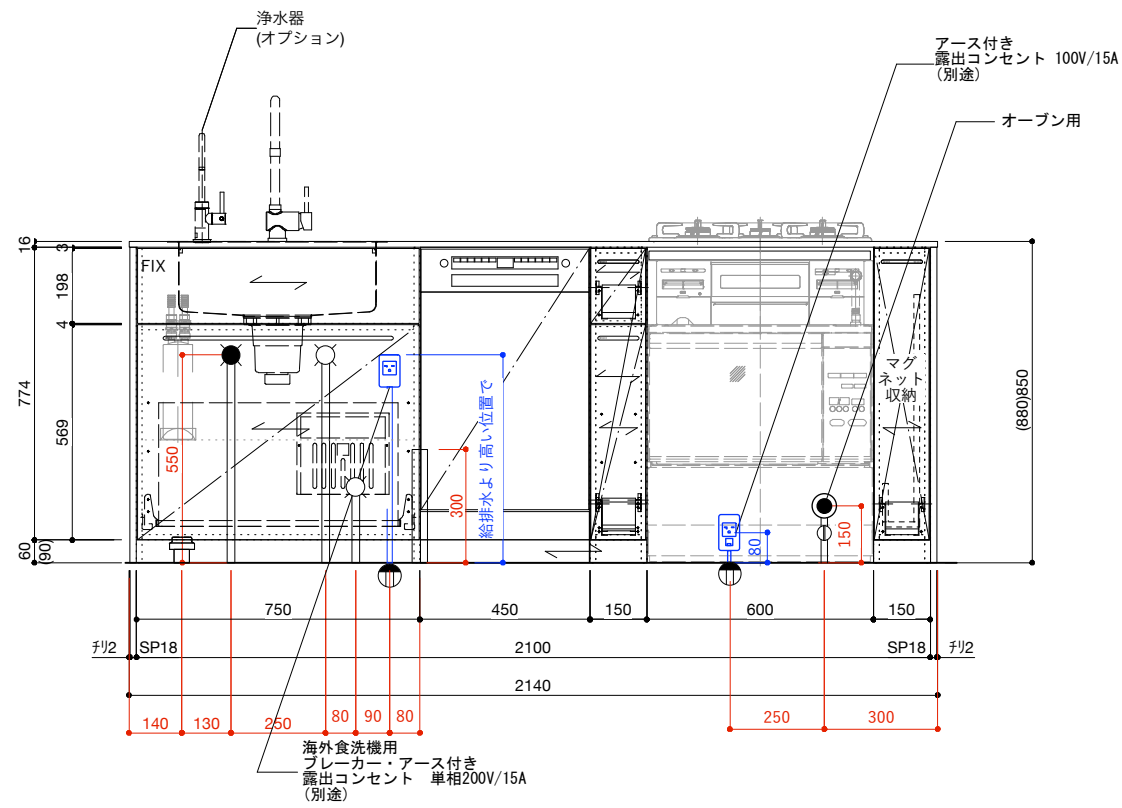 浄水器
(オプション)
アース付き
露出コンセント 100V/15A
(別途)
オーブン用
16
3
FIX
198
4
774
569
550
300
給排水より高い位置で
マグ
ネット
収納
(880)850
80
150
60
(90)
750
450
150
600
150
チリ2
SP18
2100
SP18
チリ2
2140
140
130
250
80
90
80
250
300
海外食洗機用
ブレーカー・アース付き
露出コンセント 単相200V/15A
(別途)